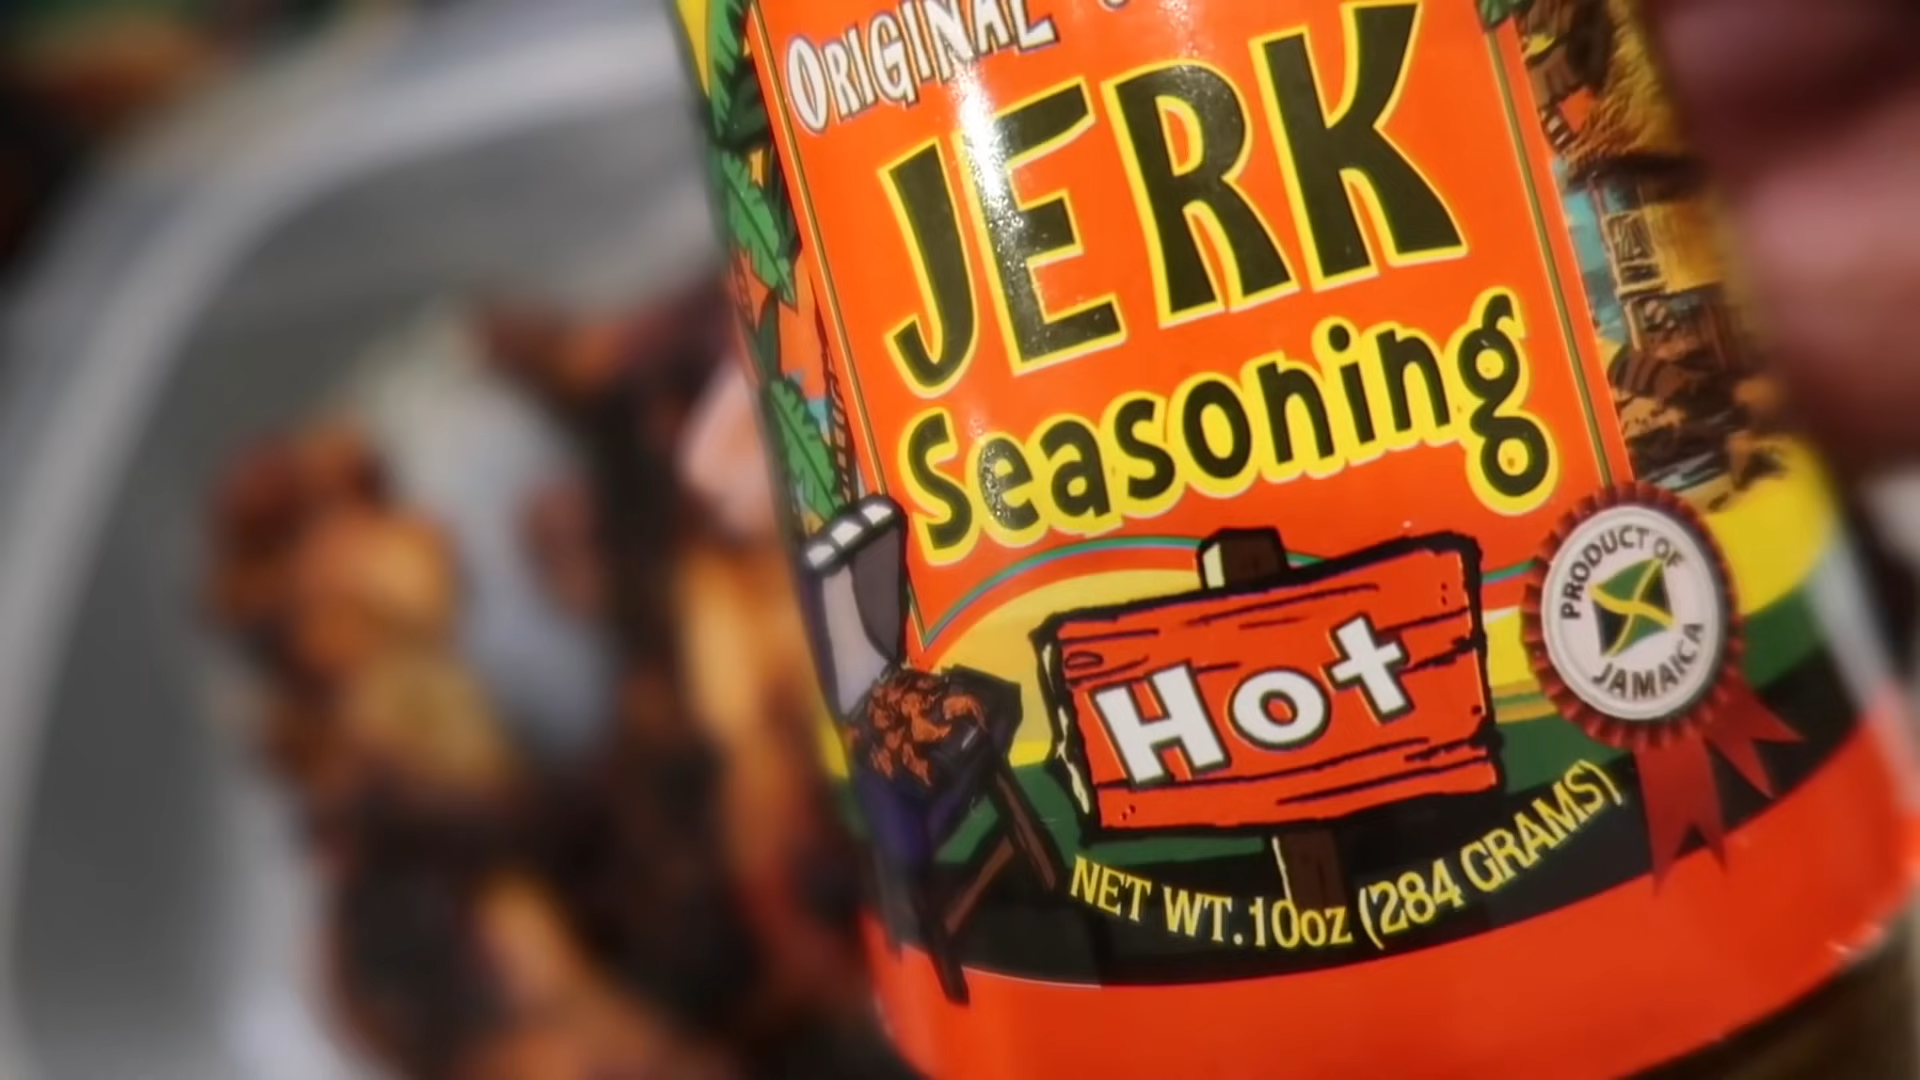 ORIGINAL
JERK
Seasoning
PRODUCT OF
JAMAICA
Hot
NET WT.10oz (284 GRAMS)